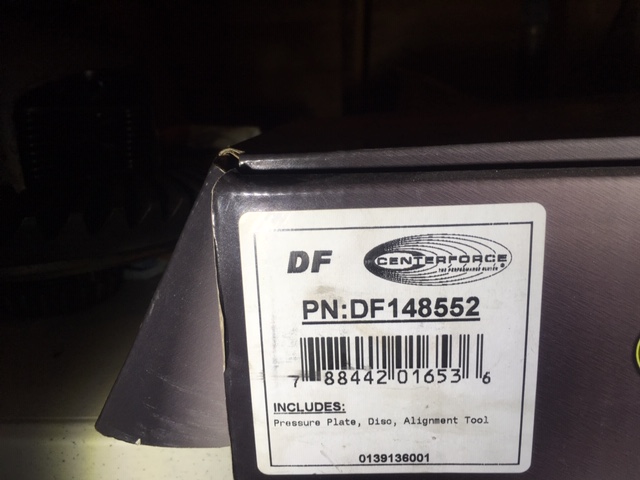 DF CENTERFORCE®
THE PERFORMANCE CLUTCH
PN:DF148552
7 88442 01653 6
INCLUDES:
Pressure Plate, Disc, Alignment Tool
0139136001